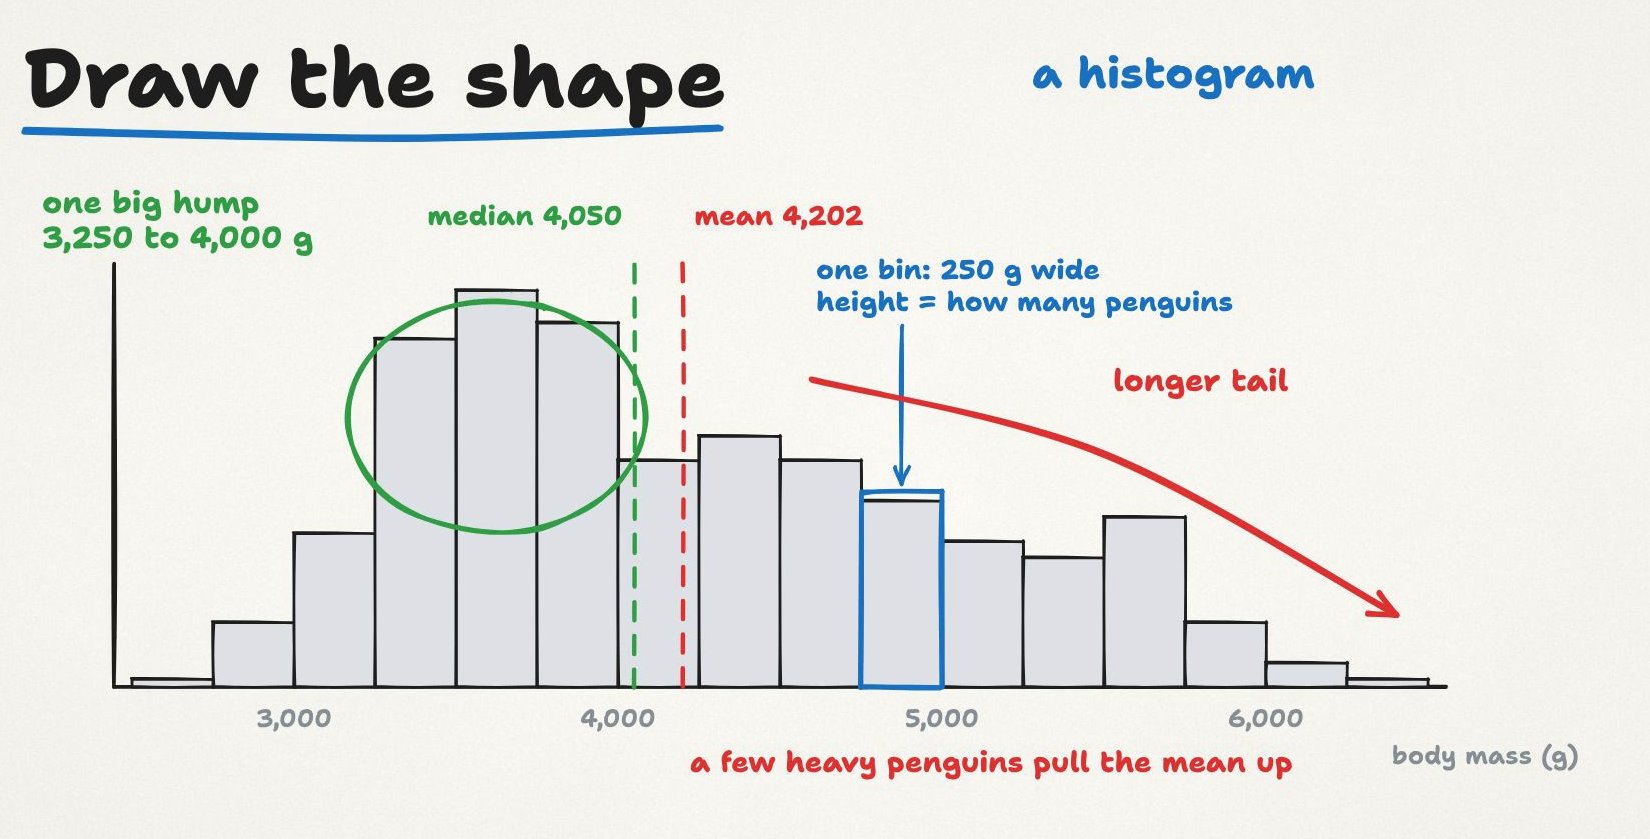 Draw the shape
a histogram
one big hump
3,250 to 4,000 g
median 4,050
mean 4,202
one bin: 250 g wide
height = how many penguins
longer tail
3,000
4,000
5,000
6,000
body mass (g)
a few heavy penguins pull the mean up